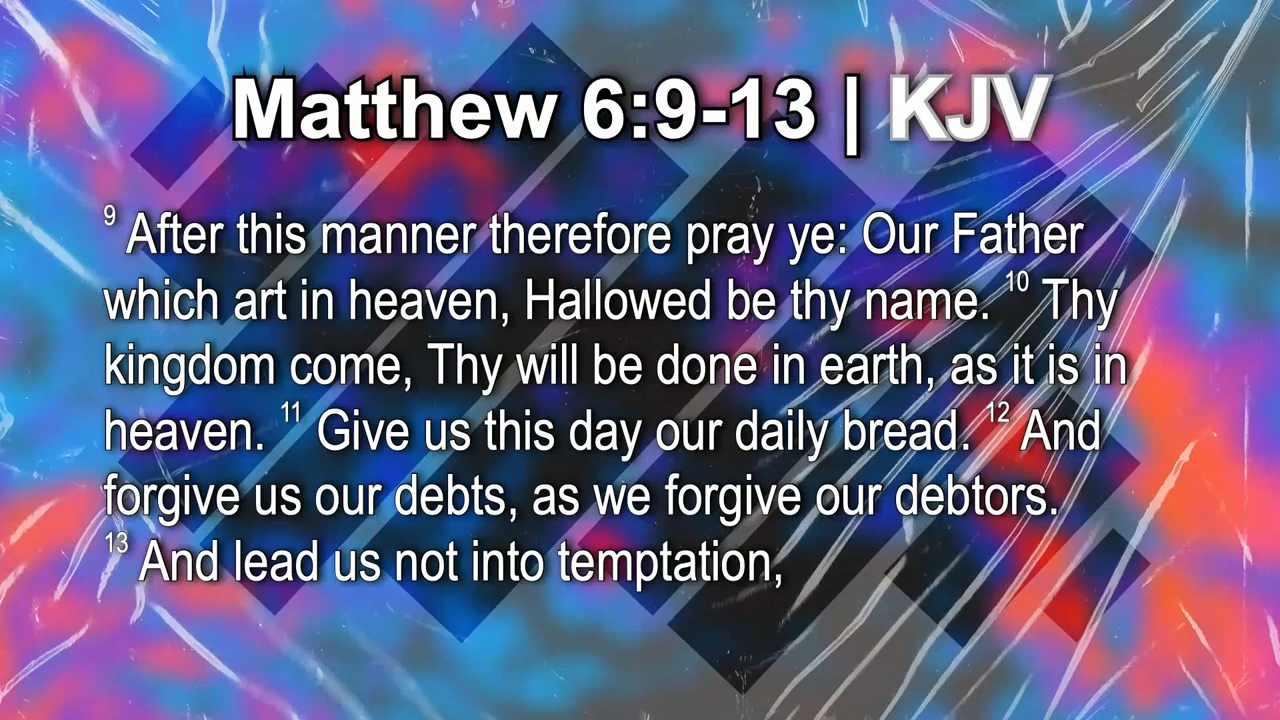 Matthew 6:9-13 | KJV
9 After this manner therefore pray ye: Our Father
which art in heaven, Hallowed be thy name. 10 Thy
kingdom come, Thy will be done in earth, as it is in
heaven. 11 Give us this day our daily bread. 12 And
forgive us our debts, as we forgive our debtors.
13 And lead us not into temptation,